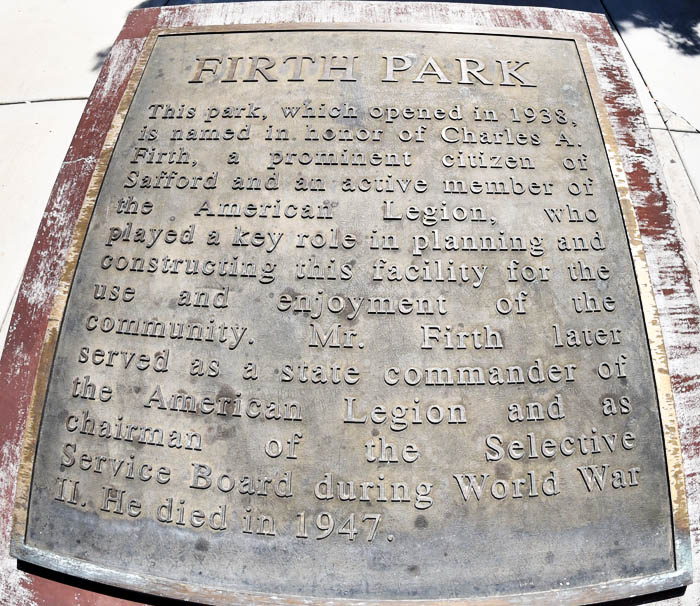 FIRTH PARK
This park, which opened in 1938,
is named in honor of Charles A.
Firth, a prominent citizen of
Safford and an active member of
the American Legion, who
played a key role in planning and
constructing this facility for the
use and enjoyment of the
community. Mr. Firth later
served as a state commander of
the American Legion and as
chairman of the Selective
Service Board during World War
II. He died in 1947.